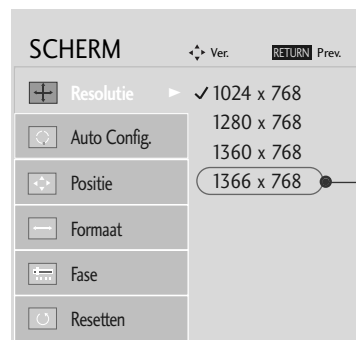 SCHERM Ver. RETURN Prev.
Resolutie 1024 x 768
1280 x 768
Auto Config.
1360 x 768
Positie 1366 x 768
Formaat
Fase
Resetten